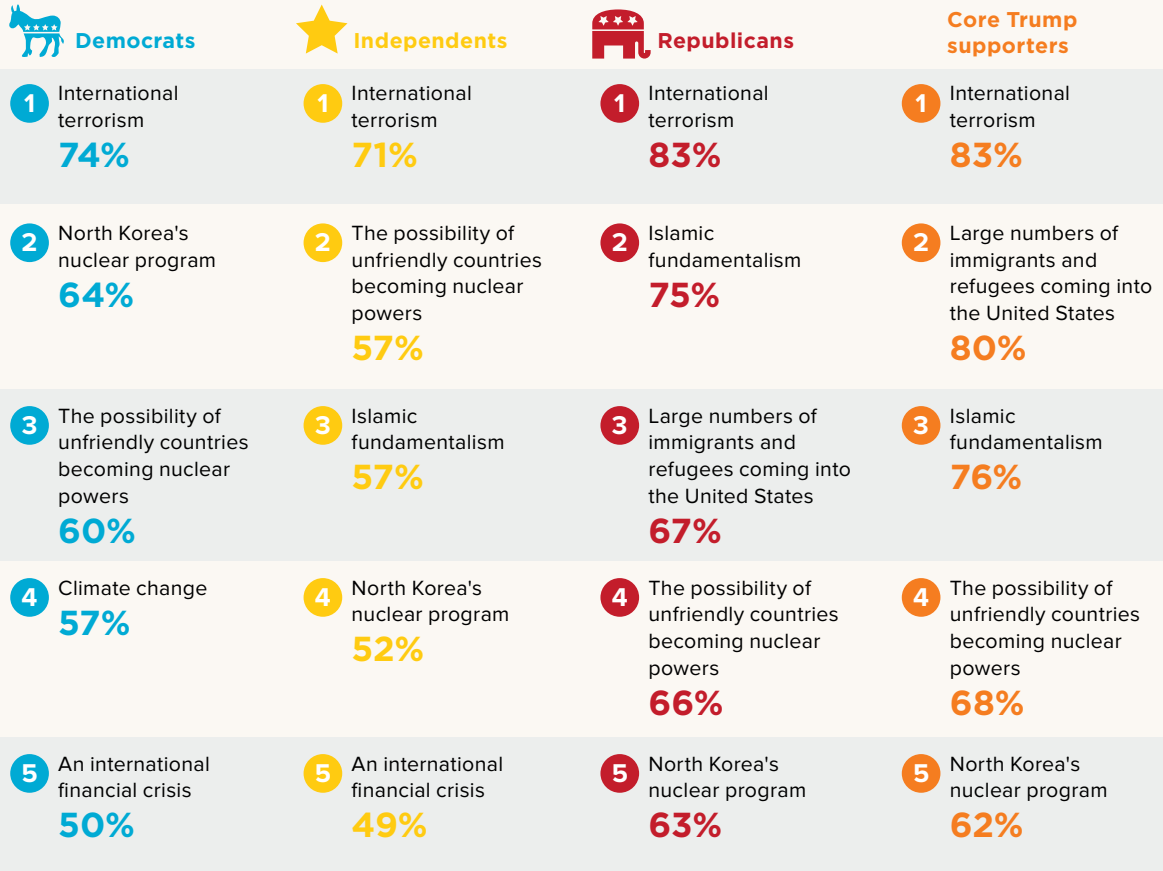 Democrats
Independents
Republicans
Core Trump
supporters
1
International
terrorism
74%
1
International
terrorism
71%
1
International
terrorism
83%
1
International
terrorism
83%
2
North Korea's
nuclear program
64%
2
The possibility of
unfriendly countries
becoming nuclear
powers
57%
2
Islamic
fundamentalism
75%
2
Large numbers of
immigrants and
refugees coming into
the United States
80%
3
The possibility of
unfriendly countries
becoming nuclear
powers
60%
3
Islamic
fundamentalism
57%
3
Large numbers of
immigrants and
refugees coming into
the United States
67%
3
Islamic
fundamentalism
76%
4
Climate change
57%
4
North Korea's
nuclear program
52%
4
The possibility of
unfriendly countries
becoming nuclear
powers
66%
4
The possibility of
unfriendly countries
becoming nuclear
powers
68%
5
An international
financial crisis
50%
5
An international
financial crisis
49%
5
North Korea's
nuclear program
63%
5
North Korea's
nuclear program
62%